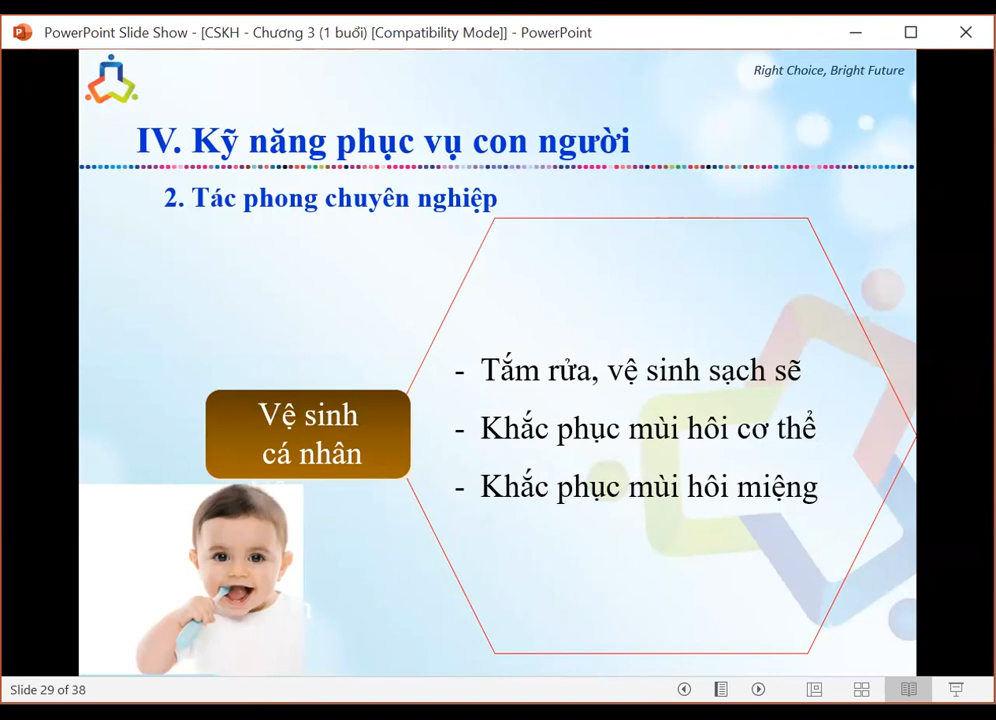 PowerPoint Slide Show - [CSKH - Chương 3 (1 buổi) [Compatibility Mode]] - PowerPoint
Right Choice, Bright Future
IV. Kỹ năng phục vụ con người
2. Tác phong chuyên nghiệp
Vệ sinh
cá nhân
- Tắm rửa, vệ sinh sạch sẽ
- Khắc phục mùi hôi cơ thể
- Khắc phục mùi hôi miệng
Slide 29 of 38